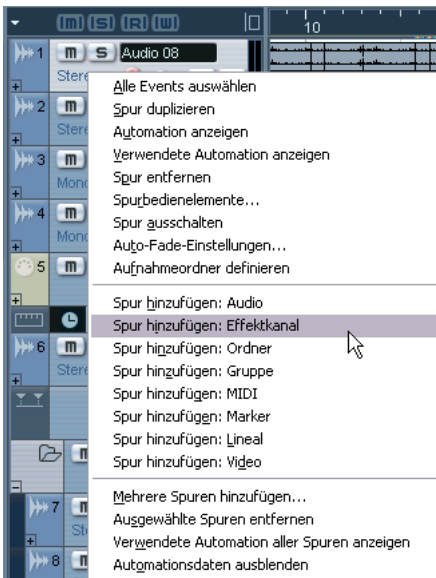 m S R W
10
1 m S Audio 08
Stere
Alle Events auswählen
2 m
Spur duplizieren
Stere
Automation anzeigen
3 m
Verwendete Automation anzeigen
Mono
Spur entfernen
Spurbedienelemente...
4 m
Spur ausschalten
Mono
Auto-Fade-Einstellungen...
5 m
Aufnahmeordner definieren
Spur hinzufügen: Audio
Spur hinzufügen: Effektkanal
6 m
Spur hinzufügen: Ordner
Stere
Spur hinzufügen: Gruppe
Spur hinzufügen: MIDI
Spur hinzufügen: Marker
Spur hinzufügen: Lineal
Spur hinzufügen: Video
Mehrere Spuren hinzufügen...
7
Ausgewählte Spuren entfernen
Verwendete Automation aller Spuren anzeigen
8
Automationsdaten ausblenden